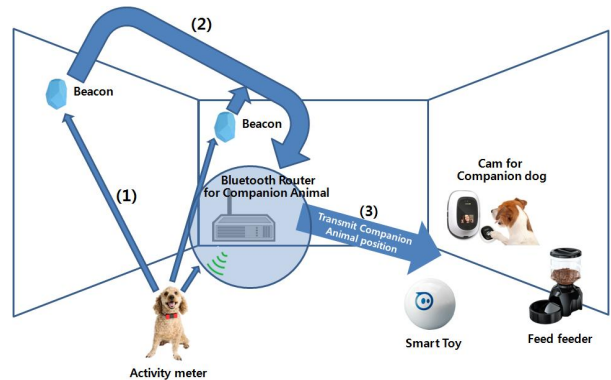 (2)
Beacon
Beacon
(1)
Bluetooth Router
for Companion Animal
(3)
Transmit Companion
Animal position
Cam for
Companion dog
Smart Toy
Feed feeder
Activity meter